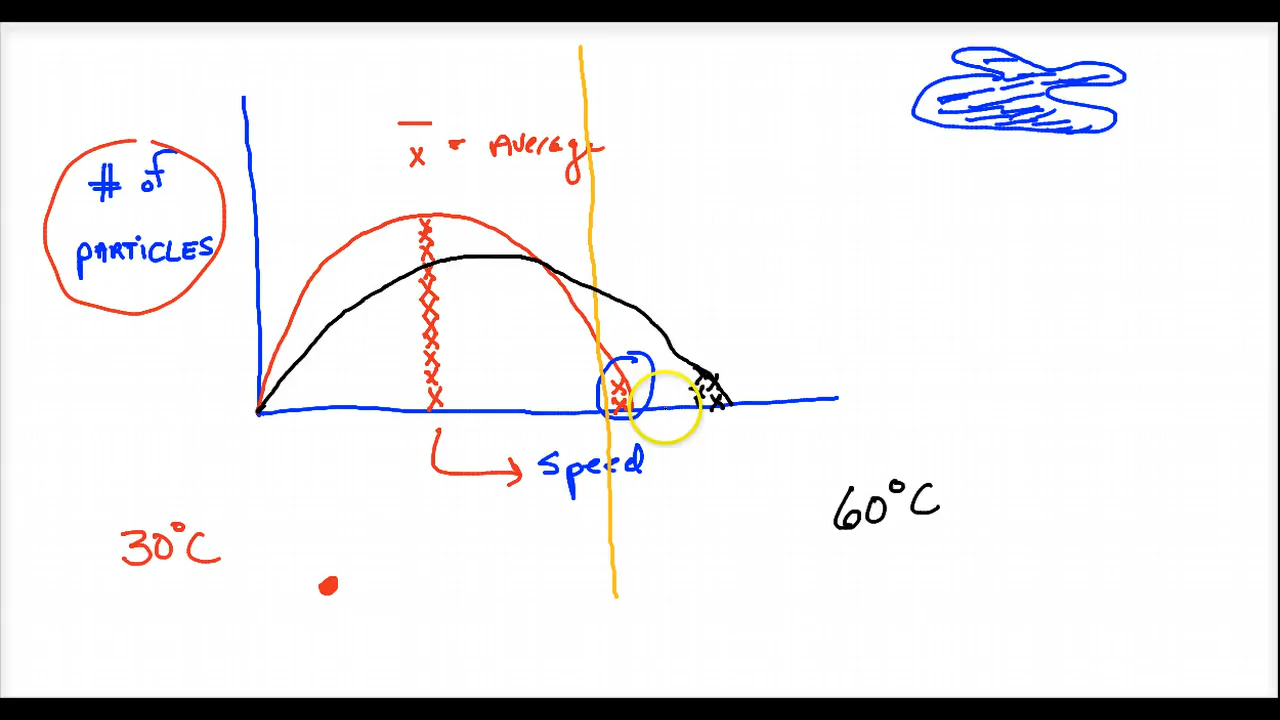 x̄ = Average
# of
PARTICLES
Speed
60°C
30°C